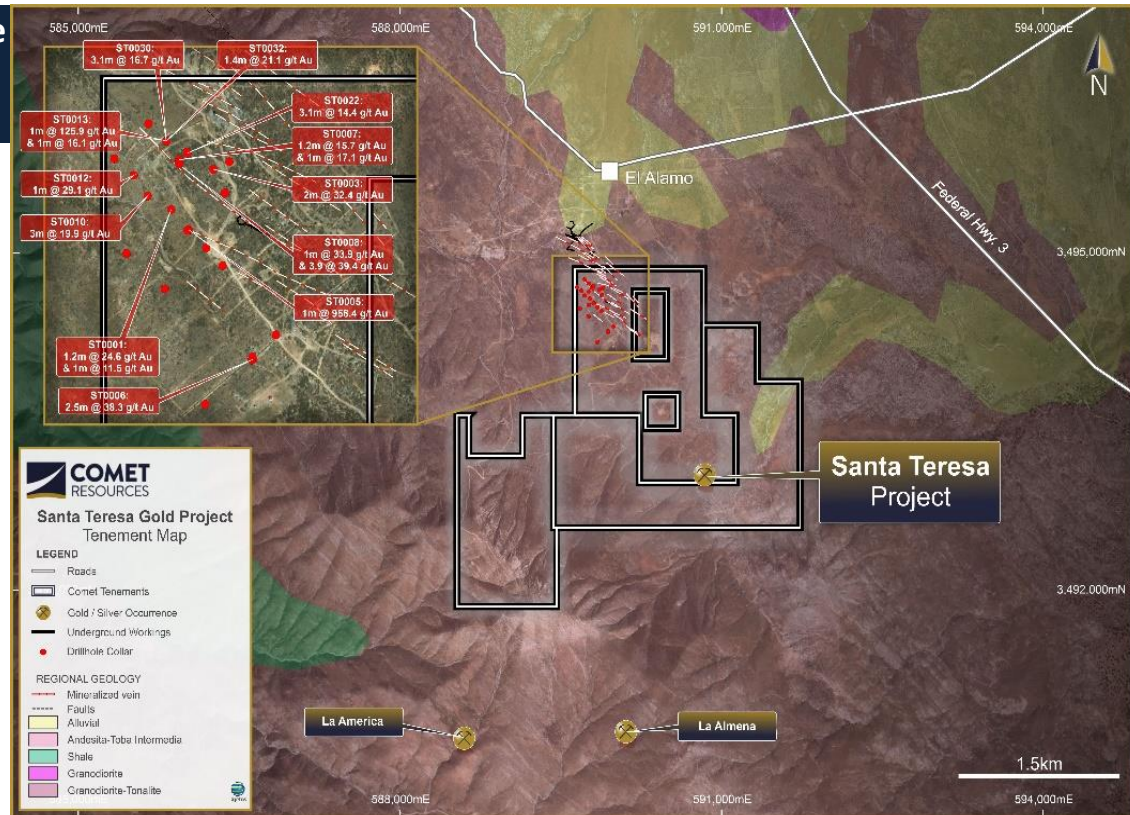 e
585,000mE
588,000mE
591,000mE
594,000mE
ST0030:
3.1m @ 16.7 g/t Au
ST0032:
1.4m @ 21.1 g/t Au
ST0013:
1m @ 125.9 g/t Au
& 1m @ 16.1 g/t Au
ST0022:
3.1m @ 14.4 g/t Au
ST0007:
1.2m @ 15.7 g/t Au
& 1m @ 17.1 g/t Au
ST0012:
1m @ 29.1 g/t Au
ST0003:
2m @ 32.4 g/t Au
ST0010:
3m @ 19.9 g/t Au
ST0008:
1m @ 33.9 g/t Au
& 3.9 @ 39.4 g/t Au
ST0005:
1m @ 958.4 g/t Au
ST0001:
1.2m @ 24.6 g/t Au
& 1m @ 11.5 g/t Au
ST0006:
2.5m @ 38.3 g/t Au
N
El Alamo
Federal Hwy. 3
3,495,000mN
Santa Teresa
Project
3,492,000mN
COMET
RESOURCES
Santa Teresa Gold Project
Tenement Map
LEGEND
Roads
Comet Tenements
Gold / Silver Occurrence
Underground Workings
Drillhole Collar
REGIONAL GEOLOGY
Mineralized vein
Faults
Alluvial
Andesita-Toba Intermedia
Shale
Granodiorite
Granodiorite-Tonalite
La America
La Almena
1.5km
588,000mE
591,000mE
594,000mE